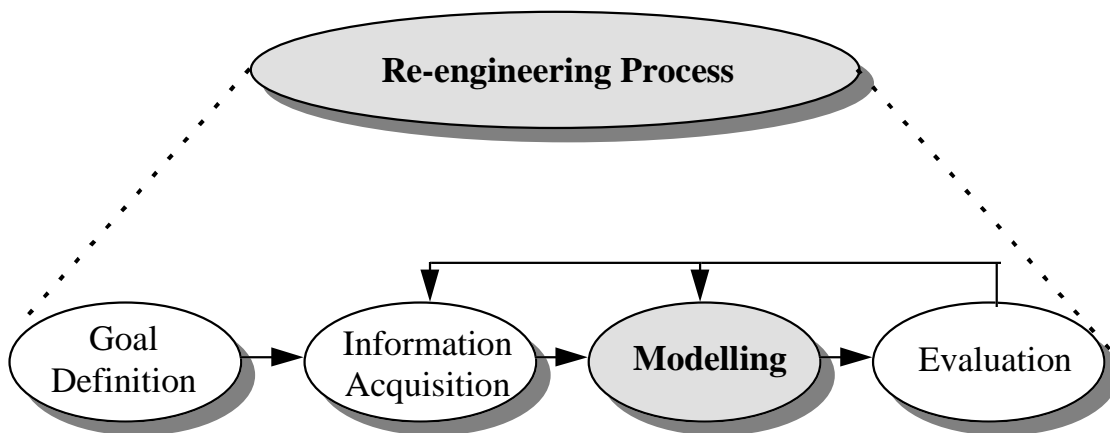 Re-engineering Process
Goal
Definition
Information
Acquisition
Modelling
Evaluation